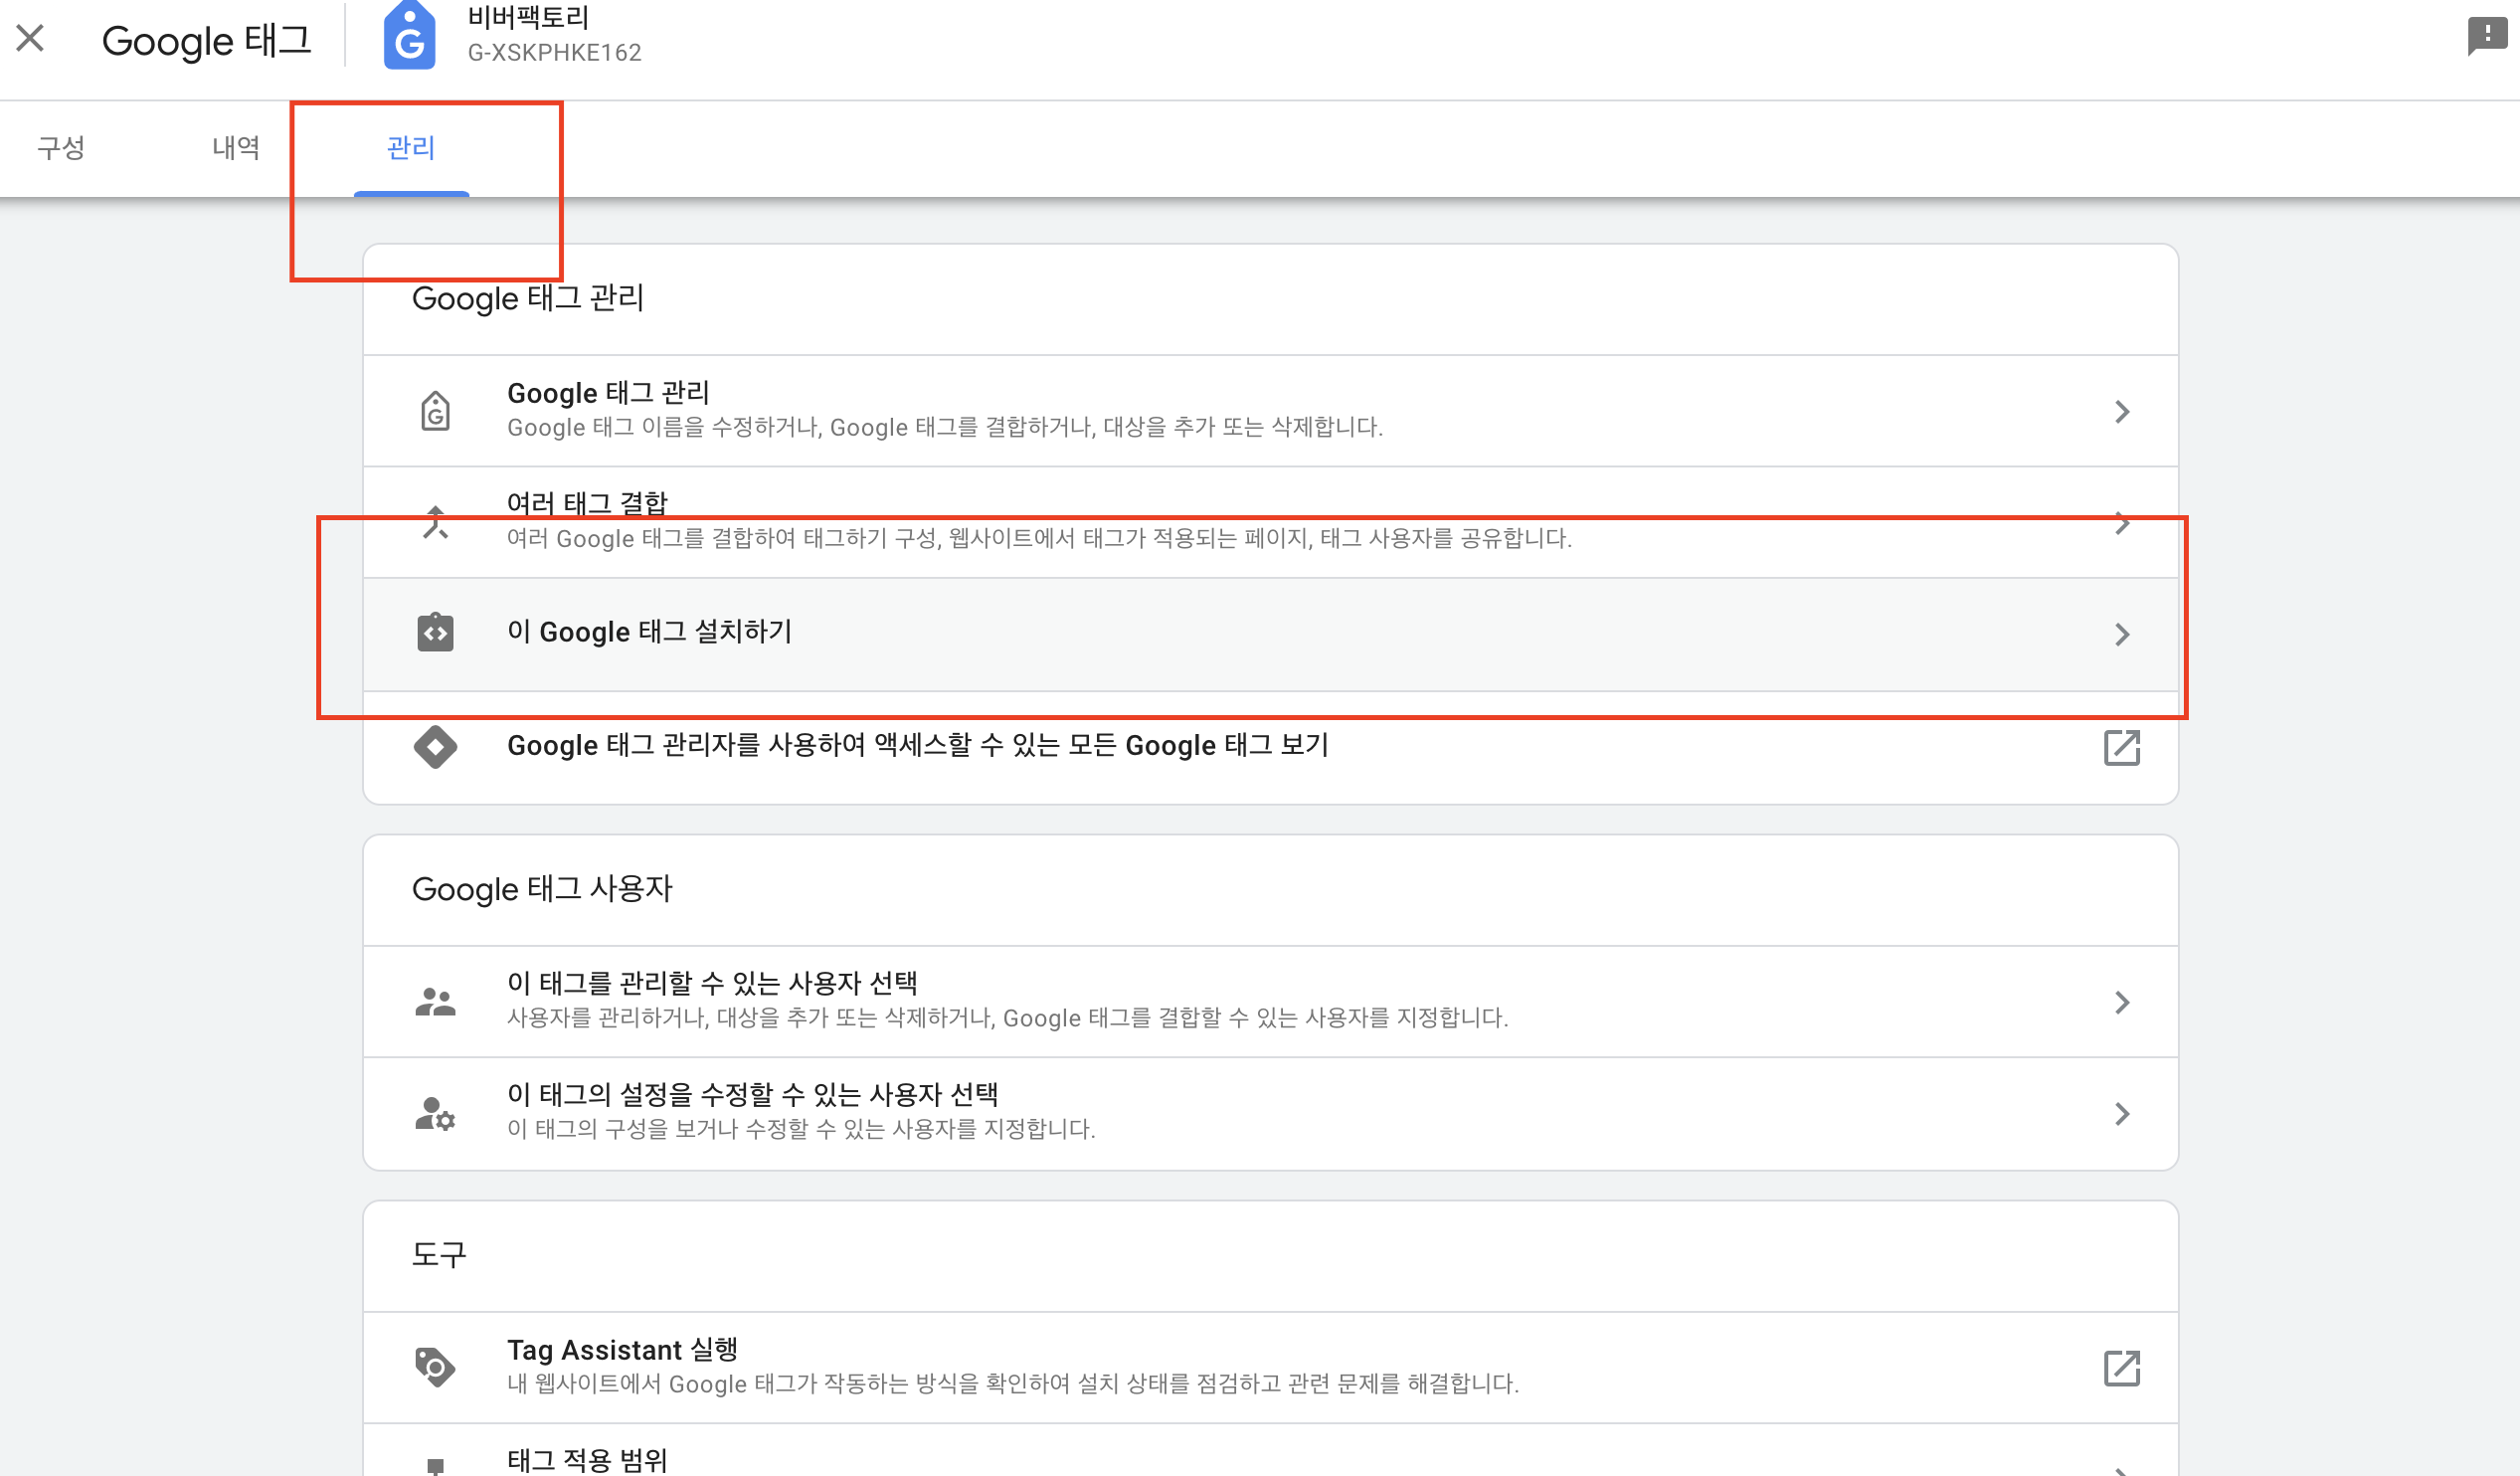 Google 태그
비버팩토리
G-XSKPHKE162
구성
내역
관리
Google 태그 관리
Google 태그 관리
Google 태그 이름을 수정하거나, Google 태그를 결합하거나, 대상을 추가 또는 삭제합니다.
여러 태그 결합
여러 Google 태그를 결합하여 태그하기 구성, 웹사이트에서 태그가 적용되는 페이지, 태그 사용자를 공유합니다.
이 Google 태그 설치하기
Google 태그 관리자를 사용하여 액세스할 수 있는 모든 Google 태그 보기
Google 태그 사용자
이 태그를 관리할 수 있는 사용자 선택
사용자를 관리하거나, 대상을 추가 또는 삭제하거나, Google 태그를 결합할 수 있는 사용자를 지정합니다.
이 태그의 설정을 수정할 수 있는 사용자 선택
이 태그의 구성을 보거나 수정할 수 있는 사용자를 지정합니다.
도구
Tag Assistant 실행
내 웹사이트에서 Google 태그가 작동하는 방식을 확인하여 설치 상태를 점검하고 관련 문제를 해결합니다.
태그 적용 범위